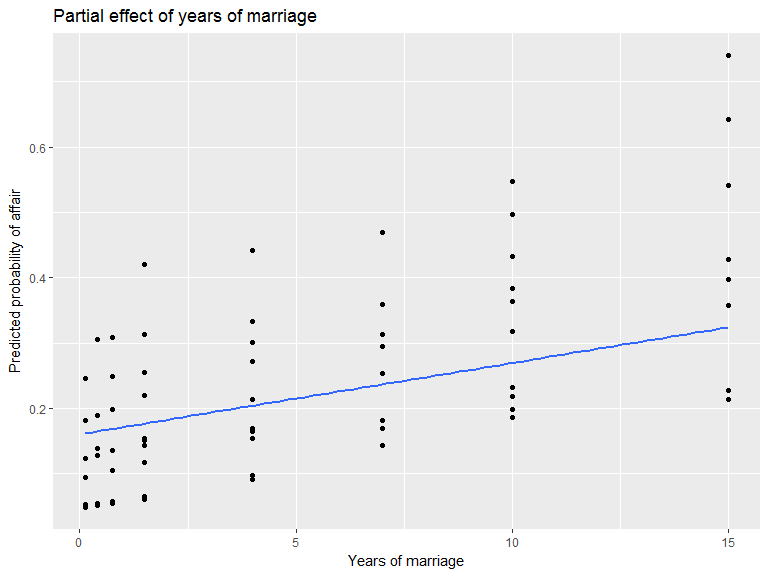 Partial effect of years of marriage
Predicted probability of affair
0.6
0.4
0.2
0 5 10 15
Years of marriage